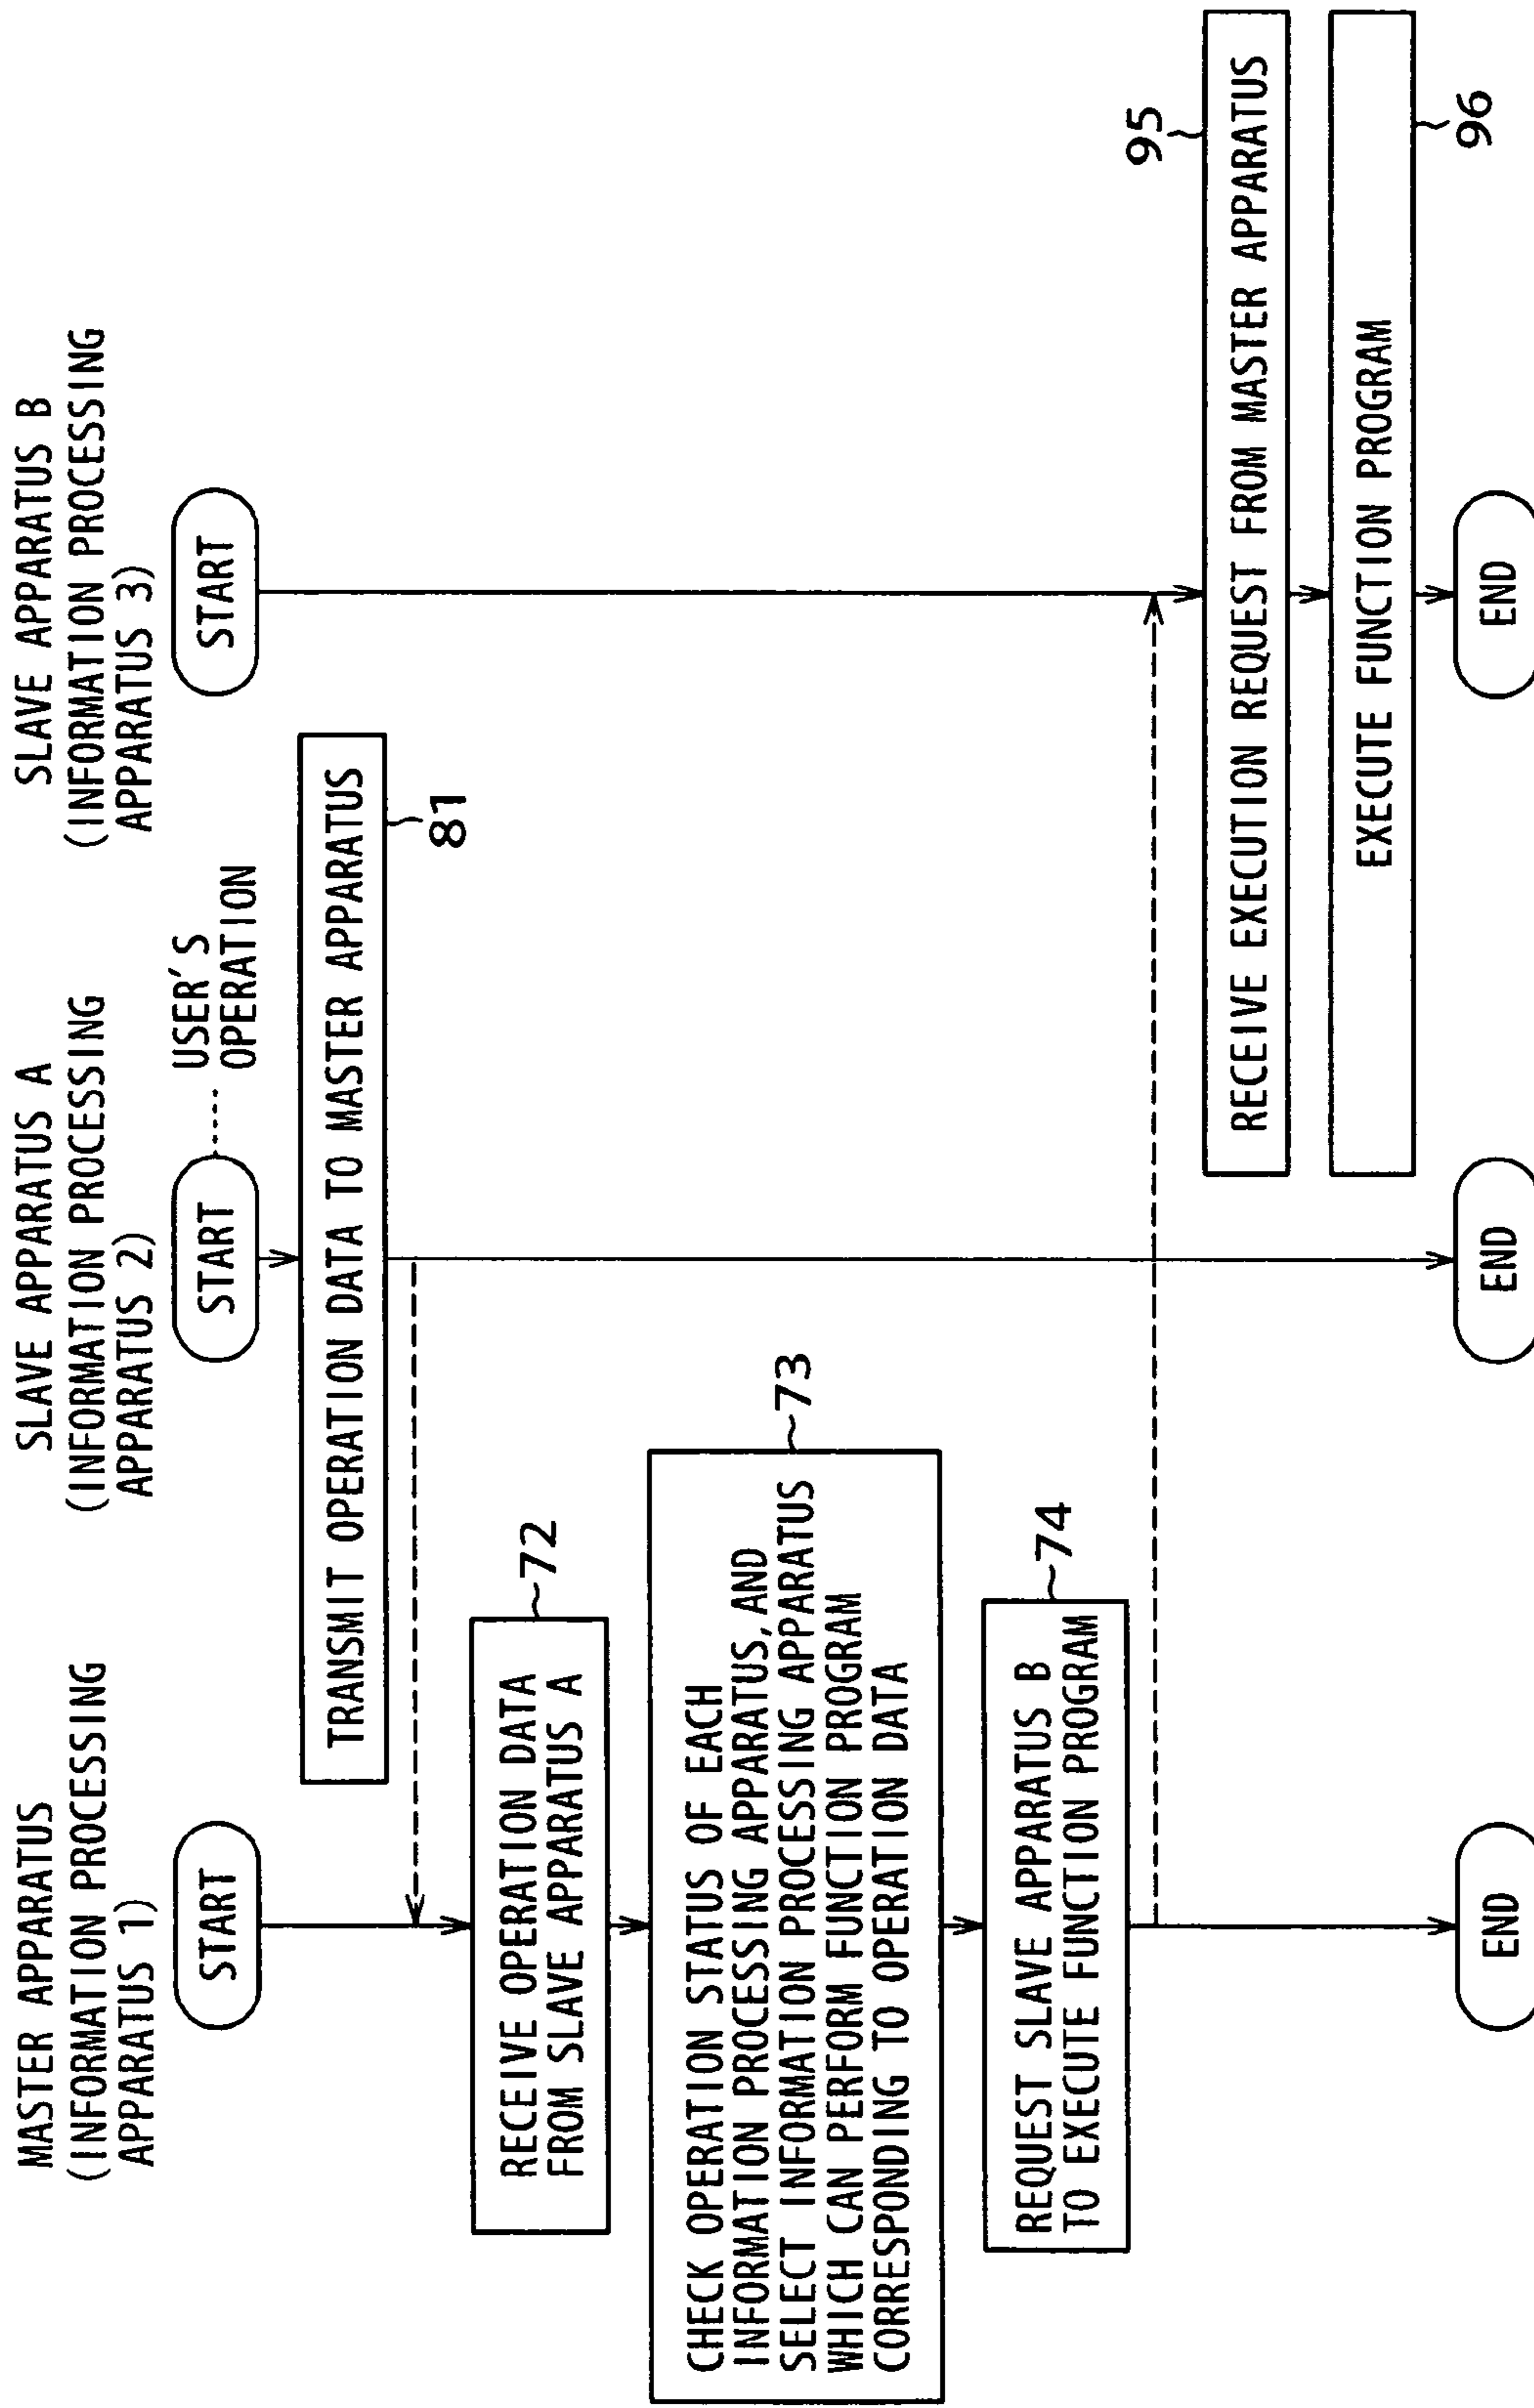 MASTER APPARATUS
(INFORMATION PROCESSING
APPARATUS 1)
SLAVE APPARATUS A
(INFORMATION PROCESSING
APPARATUS 2)
SLAVE APPARATUS B
(INFORMATION PROCESSING
APPARATUS 3)
START
START
USER'S
OPERATION
START
TRANSMIT OPERATION DATA TO MASTER APPARATUS
81
RECEIVE OPERATION DATA
FROM SLAVE APPARATUS A
72
CHECK OPERATION STATUS OF EACH
INFORMATION PROCESSING APPARATUS, AND
SELECT INFORMATION PROCESSING APPARATUS
WHICH CAN PERFORM FUNCTION PROGRAM
CORRESPONDING TO OPERATION DATA
73
REQUEST SLAVE APPARATUS B
TO EXECUTE FUNCTION PROGRAM
74
RECEIVE EXECUTION REQUEST FROM MASTER APPARATUS
95
EXECUTE FUNCTION PROGRAM
96
END
END
END